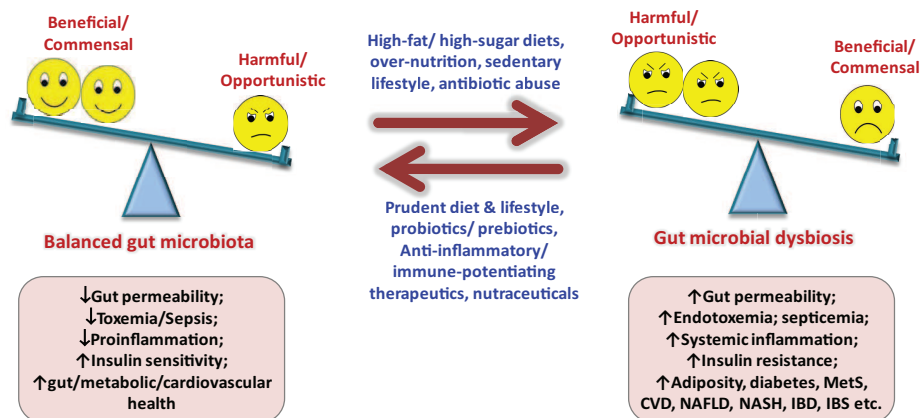 Beneficial/
Commensal
Harmful/
Opportunistic
Balanced gut microbiota
↓Gut permeability;
↓Toxemia/Sepsis;
↓Proinflammation;
↑Insulin sensitivity;
↑gut/metabolic/cardiovascular
health
High-fat/ high-sugar diets,
over-nutrition, sedentary
lifestyle, antibiotic abuse
Prudent diet & lifestyle,
probiotics/ prebiotics,
Anti-inflammatory/
immune-potentiating
therapeutics, nutraceuticals
Harmful/
Opportunistic
Beneficial/
Commensal
Gut microbial dysbiosis
↑Gut permeability;
↑Endotoxemia; septicemia;
↑Systemic inflammation;
↑Insulin resistance;
↑Adiposity, diabetes, MetS,
CVD, NAFLD, NASH, IBD, IBS etc.